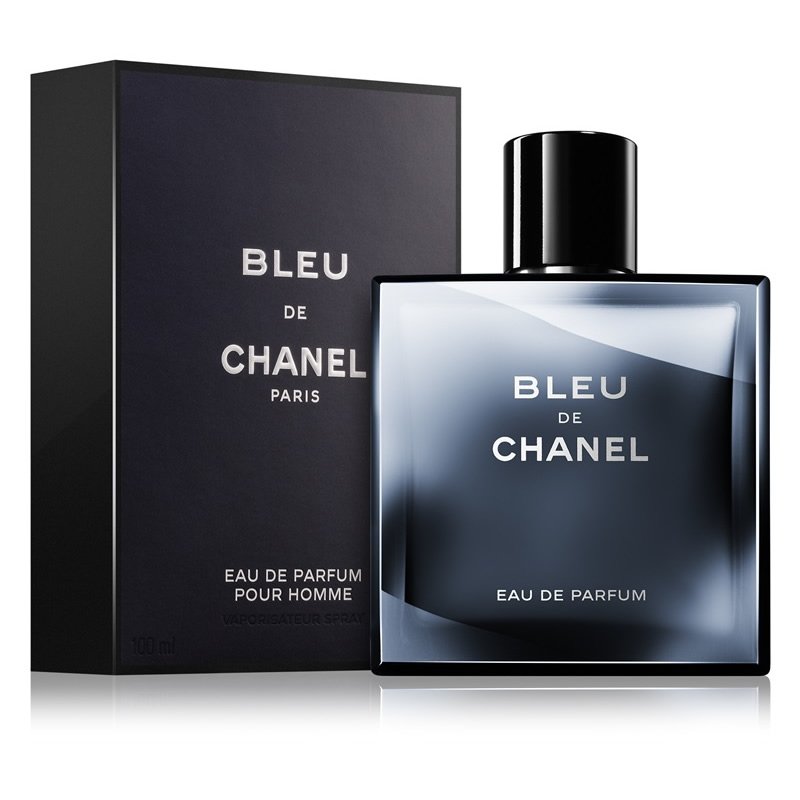 BLEU
DE
CHANEL
PARIS
EAU DE PARFUM
POUR HOMME
VAPORISATEUR SPRAY
100 ml
BLEU
DE
CHANEL
EAU DE PARFUM